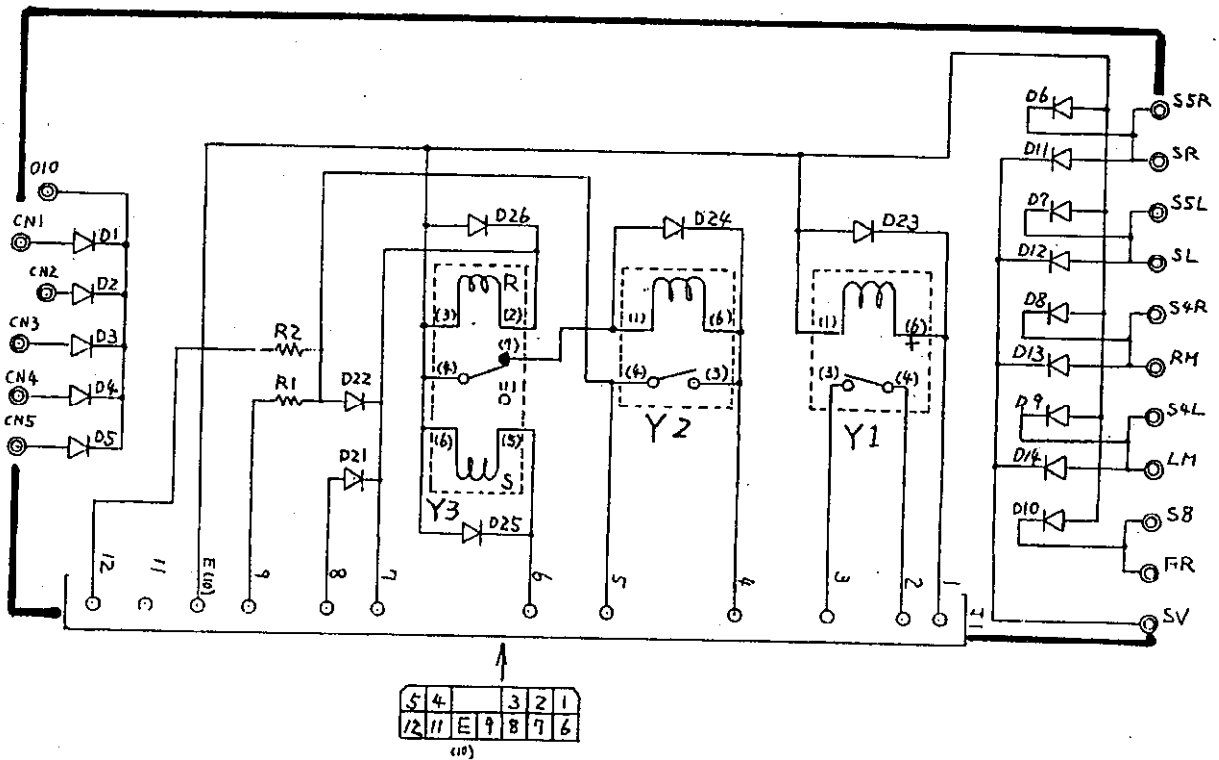 D6
S5R
D11
SR
D10
CN1
D1
D26
D24
D23
D7
S5L
CN2
D2
D12
SL
R
D8
S4R
CN3
D3
R2
(3)
(2)
(1)
(6)
(1)
(6)
+
D13
RM
CN4
D4
R1
D22
(4)
(7)
(1)
(4)
(3)
(3)
(4)
D9
S4L
CN5
D5
D21
(6)
(5)
Y2
Y1
D14
LM
S
Y3
D25
D10
S8
FR
12
11
E(10)
9
8
7
6
5
4
3
2
1
SV
5 4 3 2 1
12 11 E 9 8 7 6
(10)